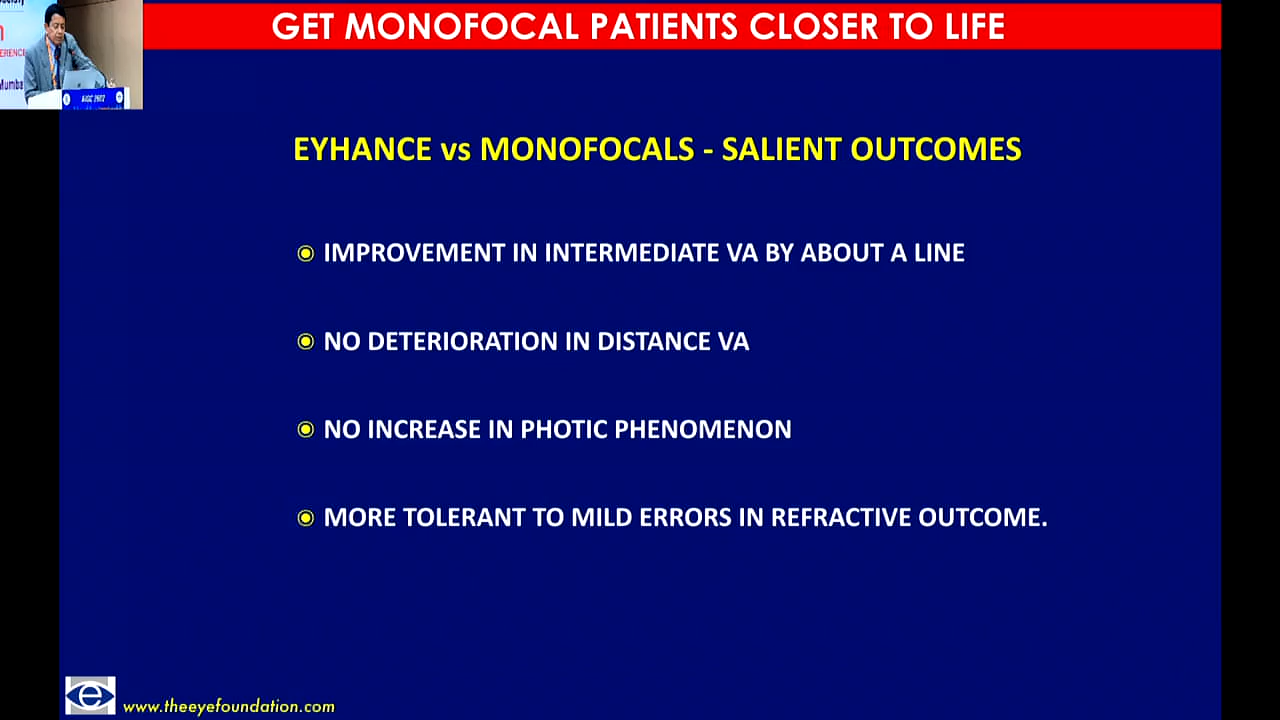 GET MONOFOCAL PATIENTS CLOSER TO LIFE
ERENCE
Mumba
EYHANCE vs MONOFOCALS - SALIENT OUTCOMES
IMPROVEMENT IN INTERMEDIATE VA BY ABOUT A LINE
NO DETERIORATION IN DISTANCE VA
NO INCREASE IN PHOTIC PHENOMENON
MORE TOLERANT TO MILD ERRORS IN REFRACTIVE OUTCOME.
e
www.theeyefoundation.com